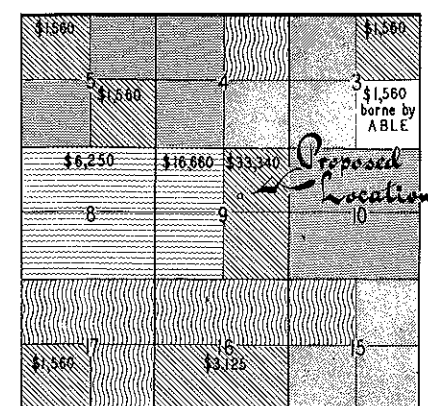 $1,560 $1,560
5 4 3
$1,560 $1,560
borne by
ABLE
$6,250 $16,660 $33,340 Proposed
Location
8 9 10
17 16 15
$1,560 $3,125